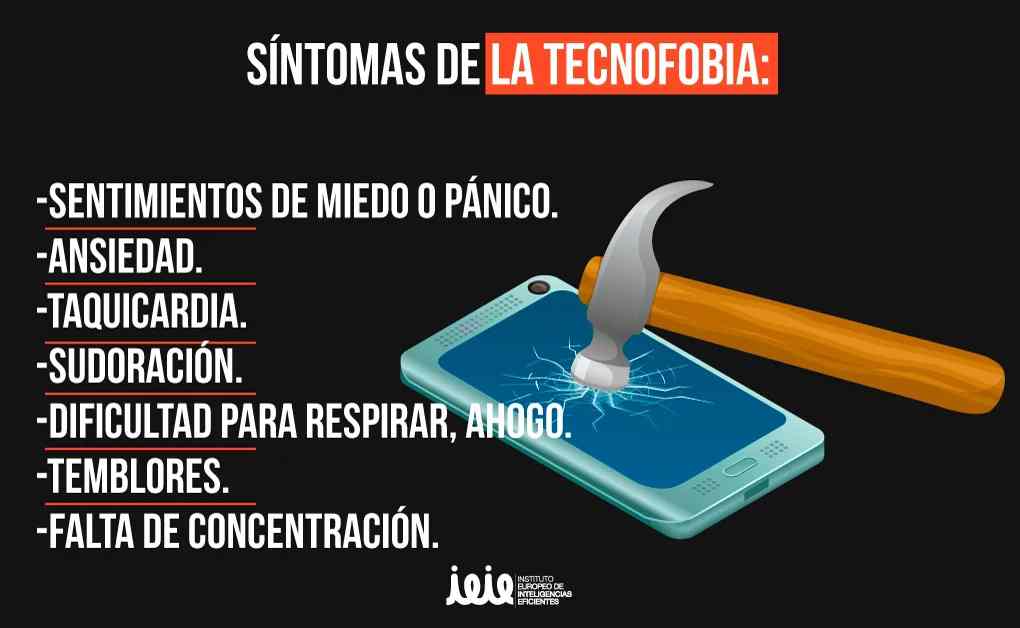 SÍNTOMAS DE LA TECNOFOBIA:
-SENTIMIENTOS DE MIEDO O PÁNICO.
-ANSIEDAD.
-TAQUICARDIA.
-SUDORACIÓN.
-DIFICULTAD PARA RESPIRAR, AHOGO.
-TEMBLORES.
-FALTA DE CONCENTRACIÓN.
ieie
INSTITUTO
EUROPEO DE
INTELIGENCIAS
EFICIENTES